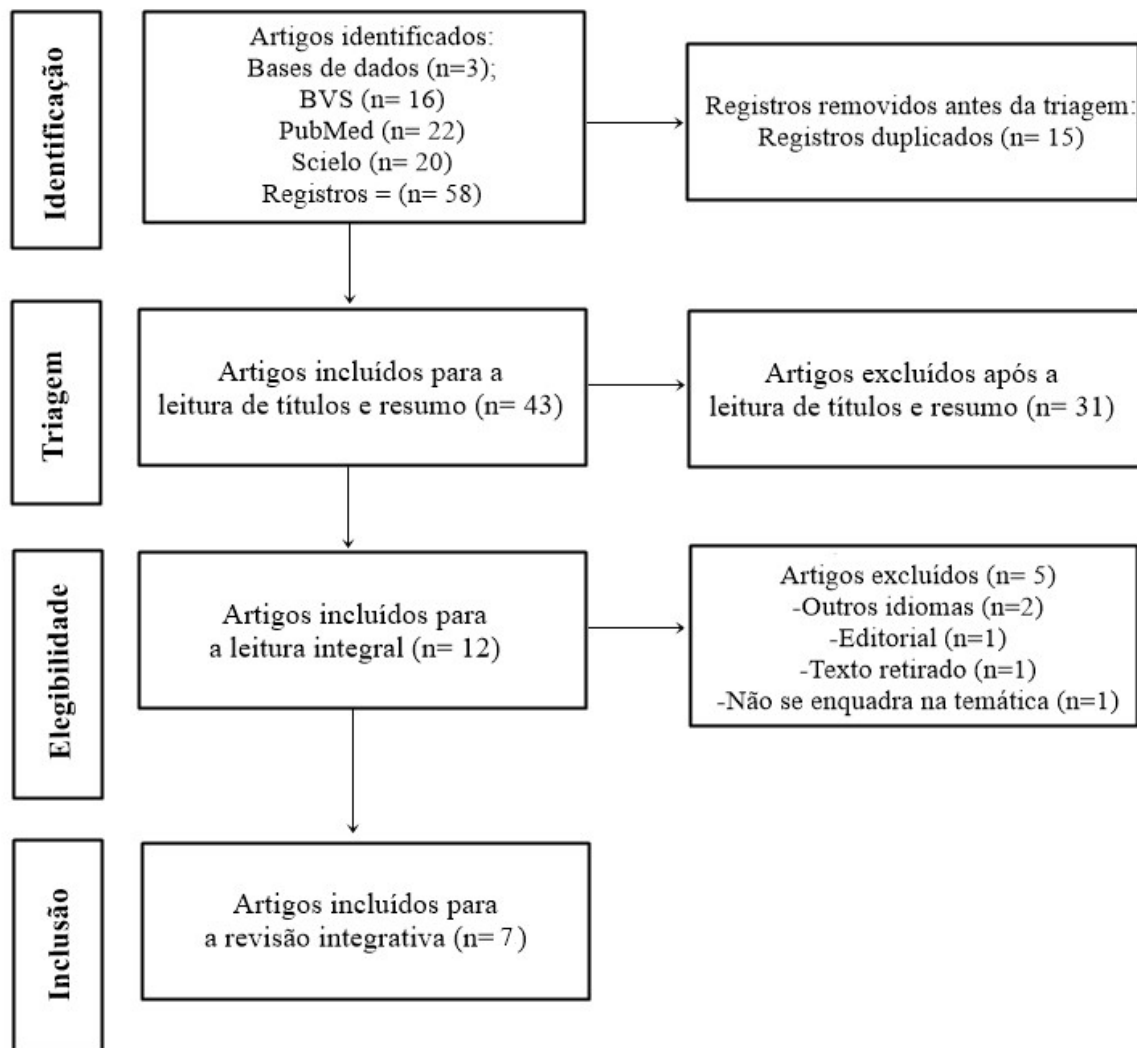 Identificação
Artigos identificados:
Bases de dados (n=3);
BVS (n= 16)
PubMed (n= 22)
Scielo (n= 20)
Registros = (n= 58)
Registros removidos antes da triagem:
Registros duplicados (n= 15)
Triagem
Artigos incluídos para a
leitura de títulos e resumo (n= 43)
Artigos excluídos após a
leitura de títulos e resumo (n= 31)
Elegibilidade
Artigos incluídos para
a leitura integral (n= 12)
Artigos excluídos (n= 5)
-Outros idiomas (n=2)
-Editorial (n=1)
-Texto retirado (n=1)
-Não se enquadra na temática (n=1)
Inclusão
Artigos incluídos para
a revisão integrativa (n= 7)